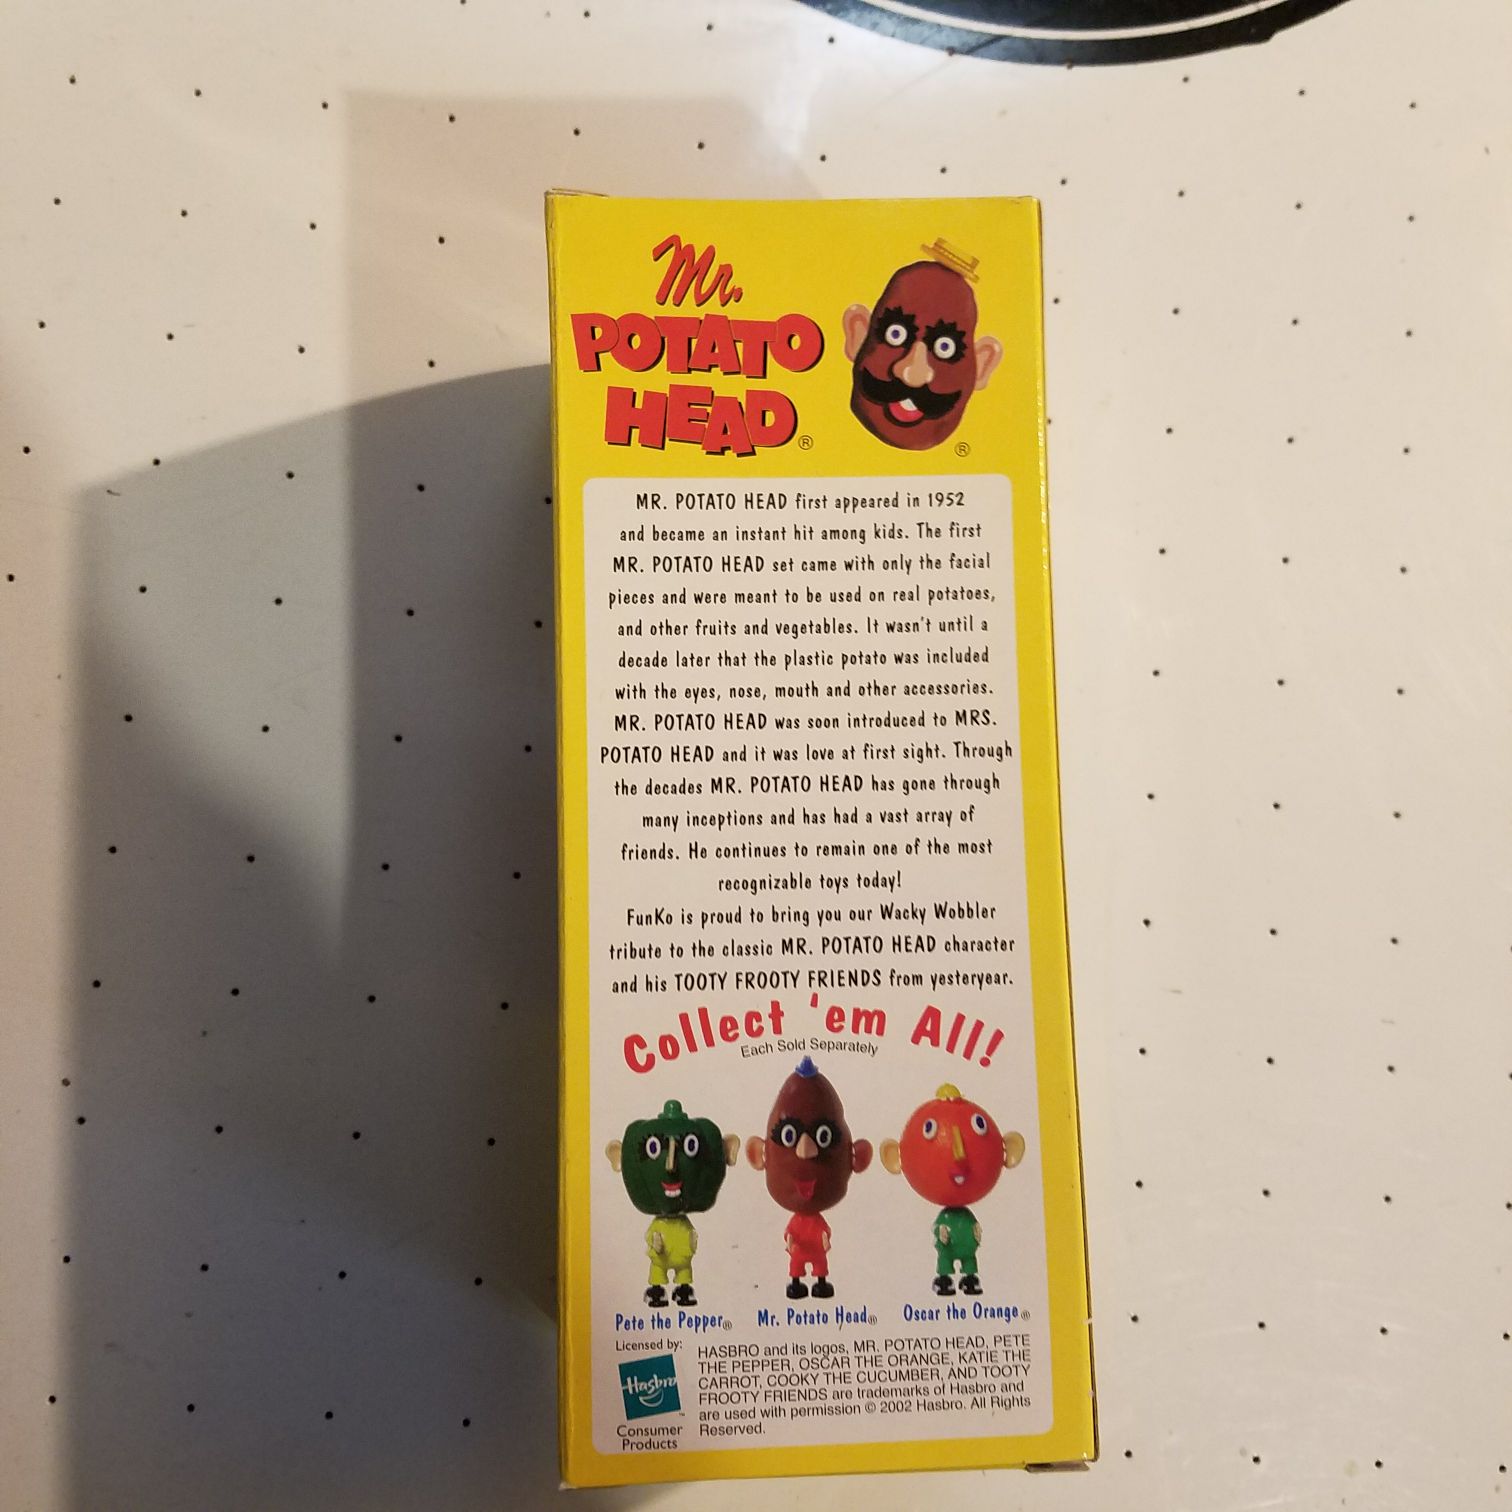 Mr.
POTATO
HEAD®
®
MR. POTATO HEAD first appeared in 1952
and became an instant hit among kids. The first
MR. POTATO HEAD set came with only the facial
pieces and were meant to be used on real potatoes,
and other fruits and vegetables. It wasn't until a
decade later that the plastic potato was included
with the eyes, nose, mouth and other accessories.
MR. POTATO HEAD was soon introduced to MRS.
POTATO HEAD and it was love at first sight. Through
the decades MR. POTATO HEAD has gone through
many inceptions and has had a vast array of
friends. He continues to remain one of the most
recognizable toys today!
FunKo is proud to bring you our Wacky Wobbler
tribute to the classic MR. POTATO HEAD character
and his TOOTY FROOTY FRIENDS from yesteryear.
Collect 'em All!
Each Sold Separately
Pete the Pepper® Mr. Potato Head® Oscar the Orange®
Licensed by:
Hasbro
™
Consumer
Products
HASBRO and its logos, MR. POTATO HEAD, PETE
THE PEPPER, OSCAR THE ORANGE, KATIE THE
CARROT, COOKY THE CUCUMBER, AND TOOTY
FROOTY FRIENDS are trademarks of Hasbro and
are used with permission © 2002 Hasbro. All Rights
Reserved.